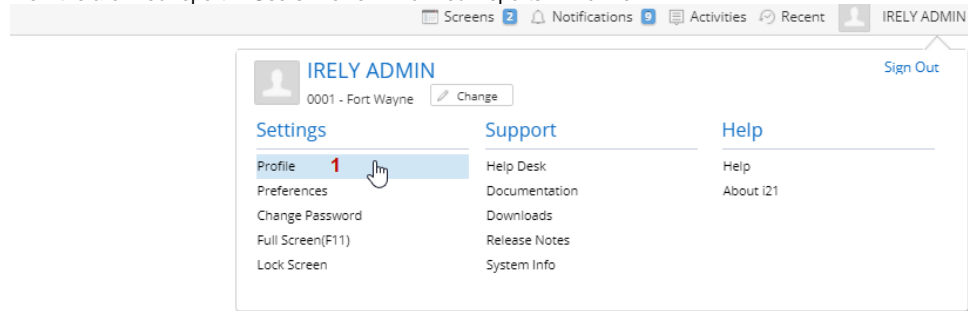 Screens 2 Notifications 9 Activities Recent IRELY ADMIN
IRELY ADMIN Sign Out
0001 - Fort Wayne Change
Settings Support Help
Profile 1 Help Desk Help
Preferences Documentation About i21
Change Password Downloads
Full Screen(F11) Release Notes
Lock Screen System Info